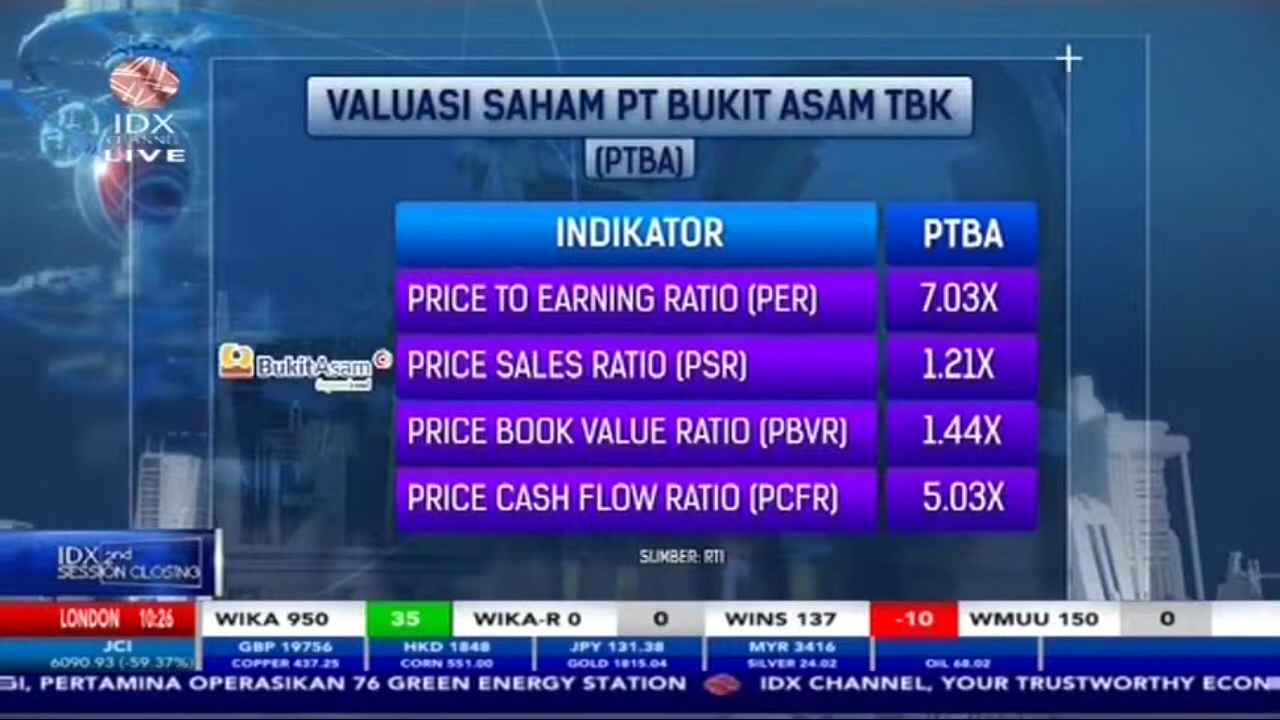 IDX
CHANNEL
LIVE
VALUASI SAHAM PT BUKIT ASAM TBK
(PTBA)
INDIKATOR PTBA
PRICE TO EARNING RATIO (PER) 7.03X
PRICE SALES RATIO (PSR) 1.21X
BukitAsam
PRICE BOOK VALUE RATIO (PBVR) 1.44X
PRICE CASH FLOW RATIO (PCFR) 5.03X
SUMBER: RTI
IDX 2nd
SESSION CLOSING
LONDON 10:26 WIKA 950 35 WIKA-R 0 0 WINS 137 -10 WMUU 150 0
JCI GBP 19756 HKD 1848 JPY 131.38 MYR 3416
6090.93 (-59.37%) COPPER 437.25 CORN 551.00 GOLD 1815.04 SILVER 24.02 OIL 68.02
SI, PERTAMINA OPERASIKAN 76 GREEN ENERGY STATION IDX CHANNEL, YOUR TRUSTWORTHY ECON